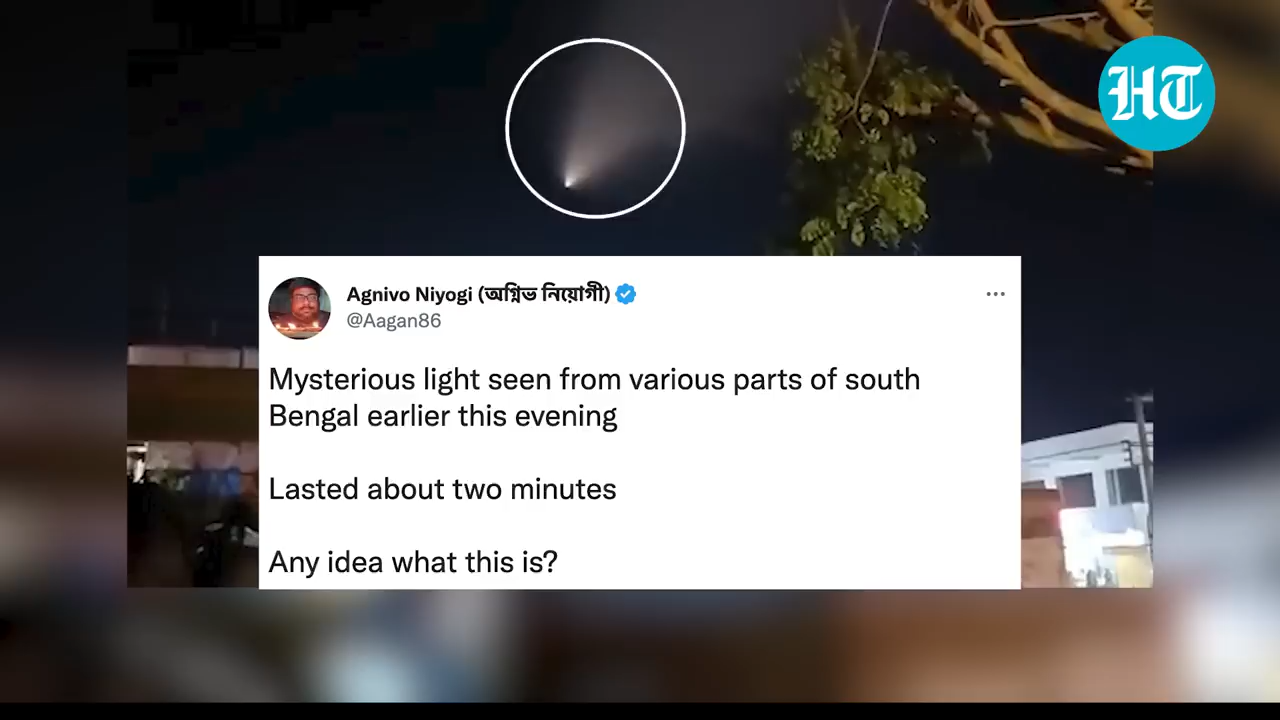 HT
Agnivo Niyogi (অগ্নিভ নিয়োগী)
@Aagan86
Mysterious light seen from various parts of south
Bengal earlier this evening
Lasted about two minutes
Any idea what this is?